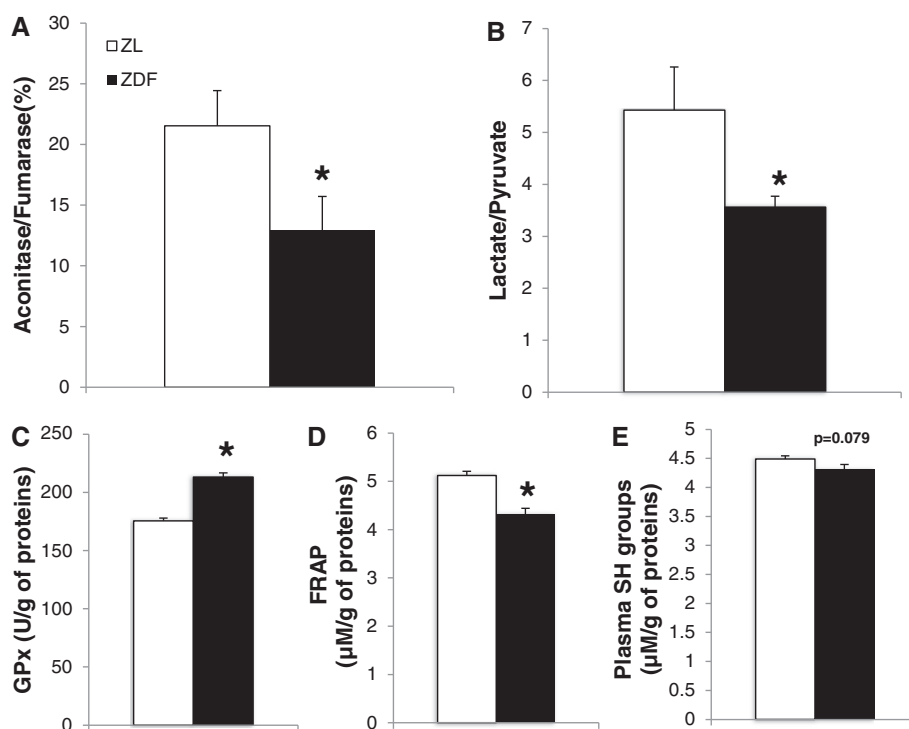 A
Aconitase/Fumarase(%)
30
25
20
15
10
5
0
ZL
ZDF
*
B
Lactate/Pyruvate
7
6
5
4
3
2
1
0
*
C
GPx (U/g of proteins)
250
200
150
100
50
0
*
D
FRAP
(µM/g of proteins)
6
5
4
3
2
1
0
*
E
Plasma SH groups
(µM/g of proteins)
5
4.5
4
3.5
3
2.5
2
1.5
1
0.5
0
p=0.079